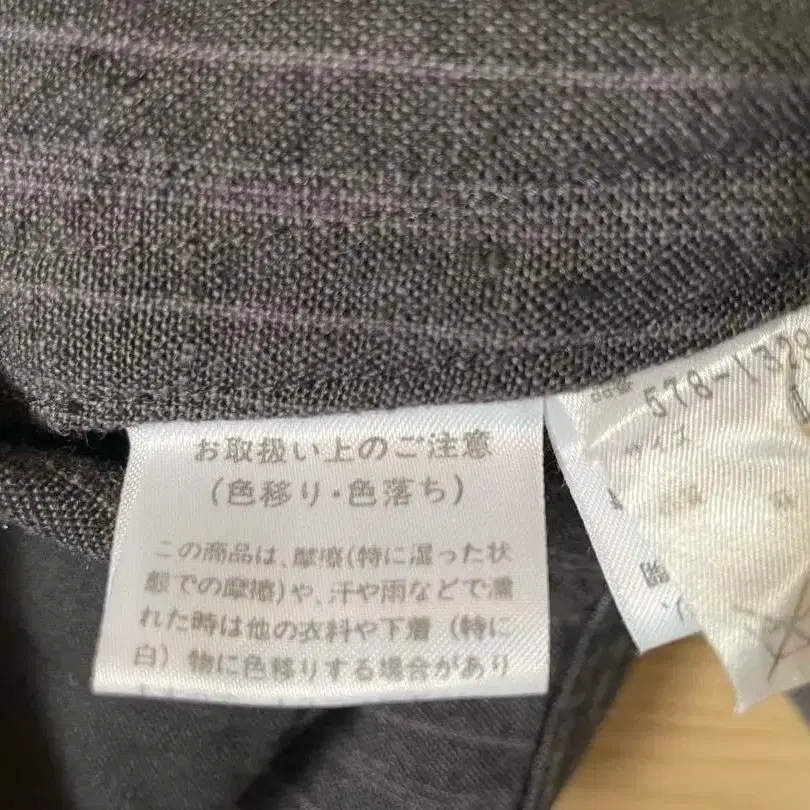 お取扱い上のご注意
(色移り・色落ち)
この商品は、摩擦(特に湿った状
態での摩擦)や、汗や雨などで濡
れた時は他の衣料や下着(特に
白)物に色移りする場合があり
578-1329
サイズ